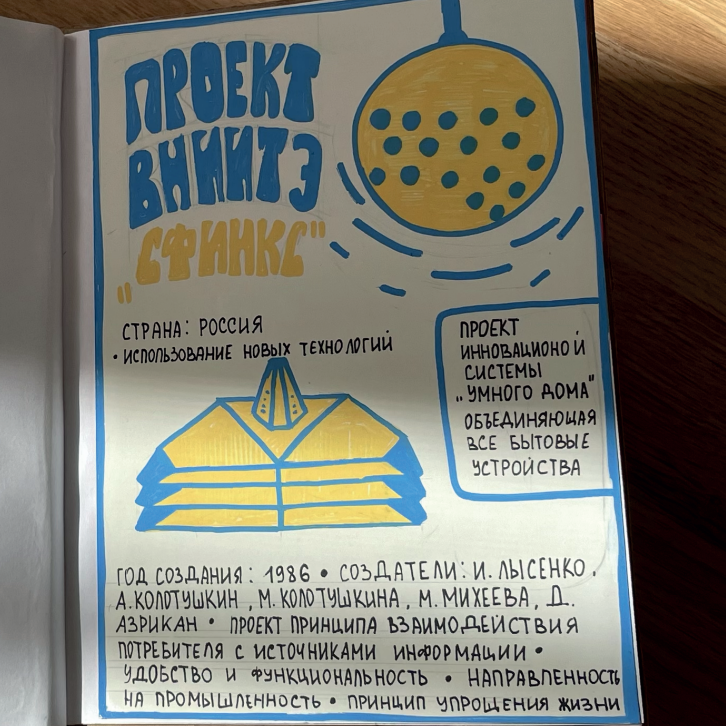 ПРОЕКТ
ВНИИТЭ
„СФИНКС"
СТРАНА: РОССИЯ
• ИСПОЛЬЗОВАНИЕ НОВЫХ ТЕХНОЛОГИЙ
ПРОЕКТ
ИННОВАЦИОНОЙ
СИСТЕМЫ
„УМНОГО ДОМА"
ОБЪЕДИНЯЮЩАЯ
ВСЕ БЫТОВЫЕ
УСТРОЙСТВА
ГОД СОЗДАНИЯ: 1986 • СОЗДАТЕЛИ: И. ЛЫСЕНКО,
А. КОЛОТУШКИН, М. КОЛОТУШКИНА, М. МИХЕЕВА, Д.
АЗРИКАН • ПРОЕКТ ПРИНЦИПА ВЗАИМОДЕЙСТВИЯ
ПОТРЕБИТЕЛЯ С ИСТОЧНИКАМИ ИНФОРМАЦИИ •
УДОБСТВО И ФУНКЦИОНАЛЬНОСТЬ • НАПРАВЛЕННОСТЬ
НА ПРОМЫШЛЕННОСТЬ • ПРИНЦИП УПРОЩЕНИЯ ЖИЗНИ